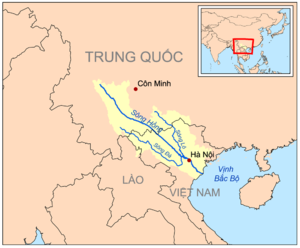 TRUNG QUỐC
Côn Minh
Sông Hồng
Sông Lô
Sông Đà
Hà Nội
Vịnh
Bắc Bộ
LÀO
VIỆT NAM